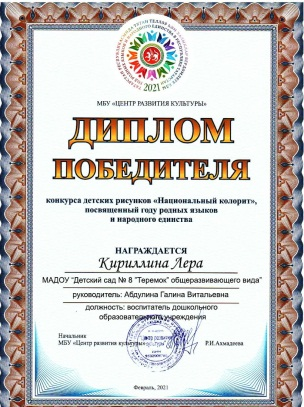 2021
МБУ «ЦЕНТР РАЗВИТИЯ КУЛЬТУРЫ»
ДИПЛОМ
ПОБЕДИТЕЛЯ
конкурса детских рисунков «Национальный колорит»,
посвященный году родных языков
и народного единства
НАГРАЖДАЕТСЯ
Кириллина Лера
МАДОУ "Детский сад № 8 "Теремок" общеразвивающего вида"
руководитель: Абдулина Галина Витальевна
должность: воспитатель дошкольного
образовательного учреждения
Начальник
МБУ «Центр развития культуры»
Р.И.Ахмадиева
Февраль, 2021